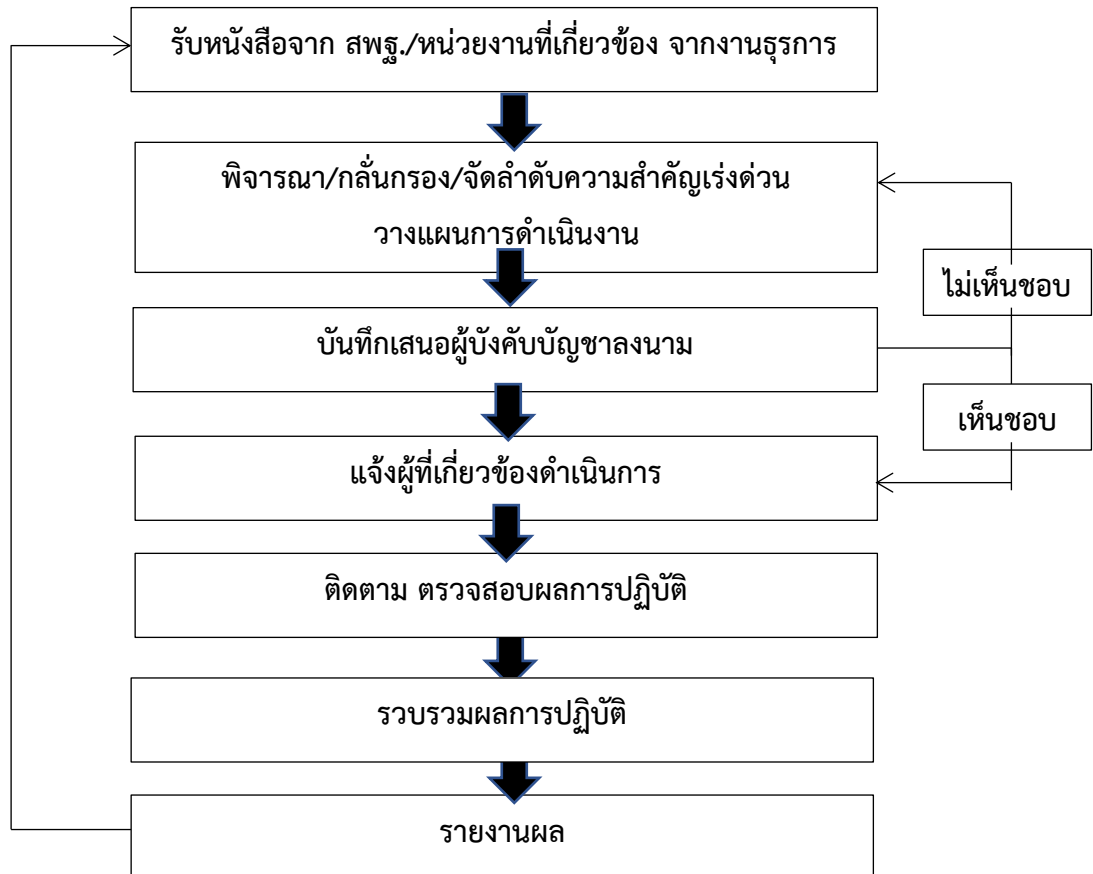 รับหนังสือจาก สพฐ./หน่วยงานที่เกี่ยวข้อง จากงานธุรการ
พิจารณา/กลั่นกรอง/จัดลำดับความสำคัญเร่งด่วน
วางแผนการดำเนินงาน
ไม่เห็นชอบ
บันทึกเสนอผู้บังคับบัญชาลงนาม
เห็นชอบ
แจ้งผู้ที่เกี่ยวข้องดำเนินการ
ติดตาม ตรวจสอบผลการปฏิบัติ
รวบรวมผลการปฏิบัติ
รายงานผล